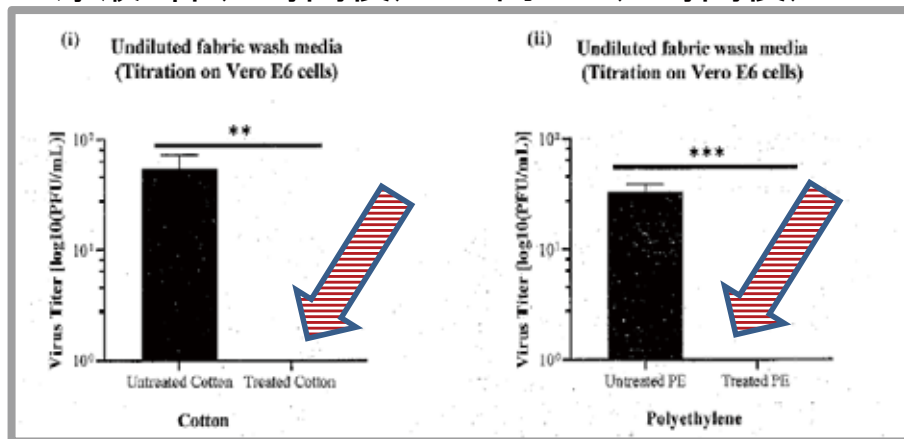 (i)
Undiluted fabric wash media
(Titration on Vero E6 cells)
**
Virus Titer [log10(PFU/mL)]
10²
10¹
10⁰
Untreated Cotton Treated Cotton
Cotton
(ii)
Undiluted fabric wash media
(Titration on Vero E6 cells)
***
Virus Titer [log10(PFU/mL)]
10²
10¹
10⁰
Untreated PE Treated PE
Polyethylene